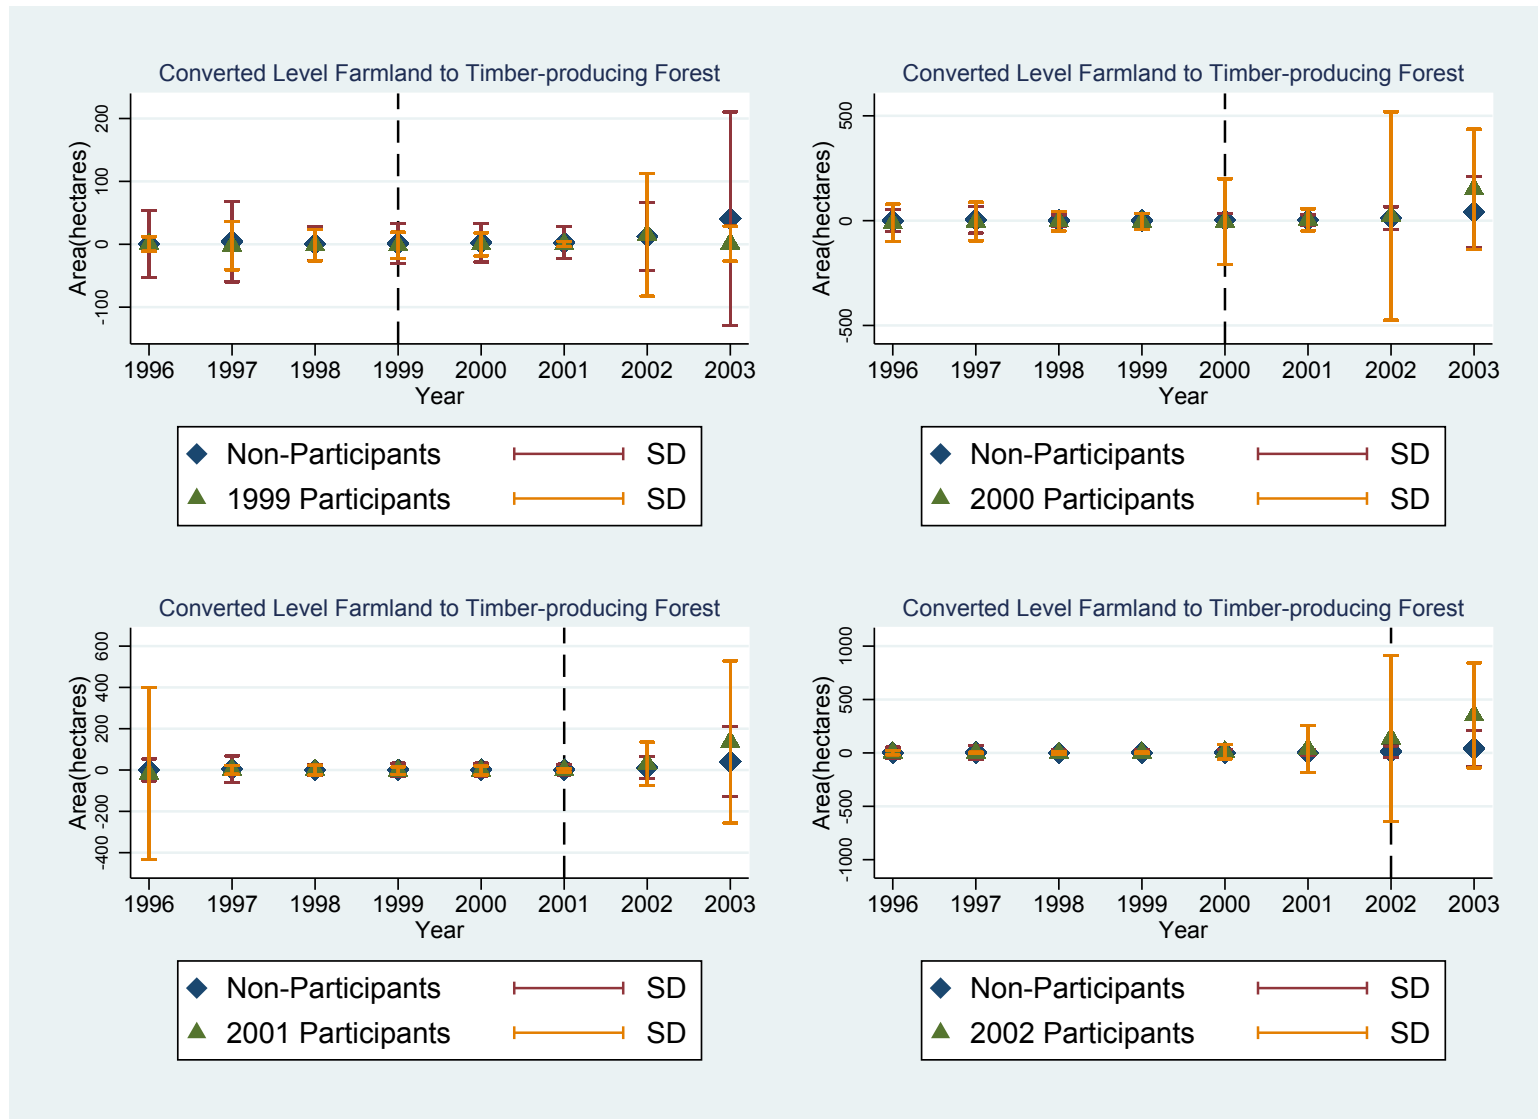 Converted Level Farmland to Timber-producing Forest
Area(hectares)
200
100
0
-100
1996 1997 1998 1999 2000 2001 2002 2003
Year
Non-Participants SD
1999 Participants SD
Converted Level Farmland to Timber-producing Forest
Area(hectares)
500
0
-500
1996 1997 1998 1999 2000 2001 2002 2003
Year
Non-Participants SD
2000 Participants SD
Converted Level Farmland to Timber-producing Forest
Area(hectares)
600
400
200
0
-200
-400
1996 1997 1998 1999 2000 2001 2002 2003
Year
Non-Participants SD
2001 Participants SD
Converted Level Farmland to Timber-producing Forest
Area(hectares)
1000
500
0
-500
-1000
1996 1997 1998 1999 2000 2001 2002 2003
Year
Non-Participants SD
2002 Participants SD